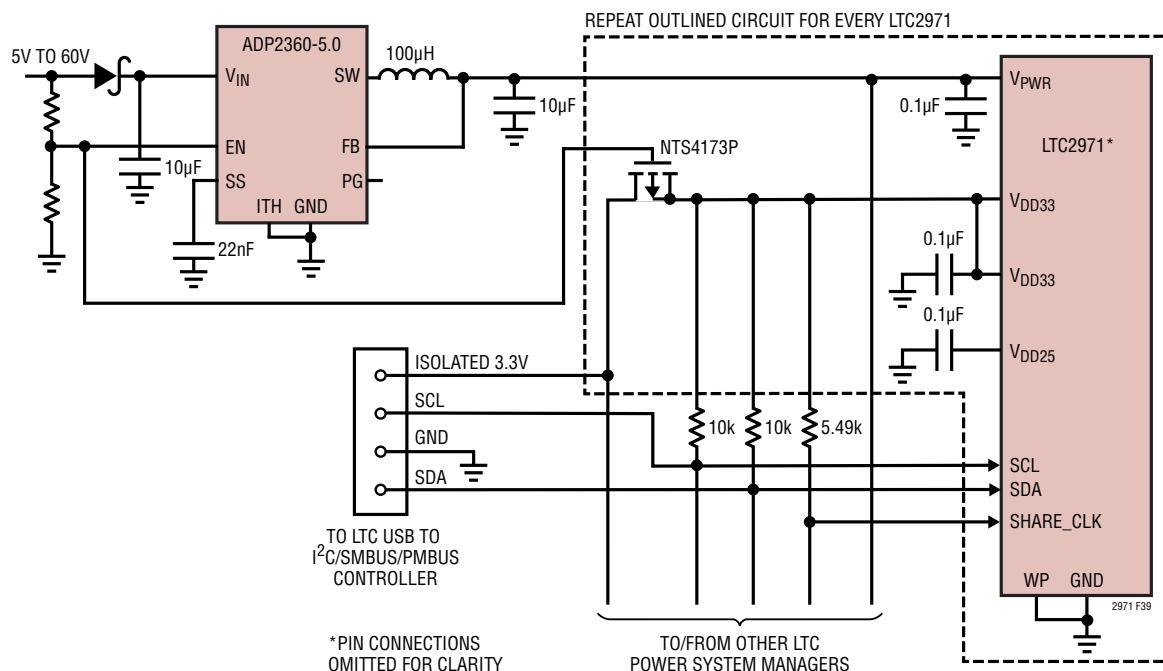 REPEAT OUTLINED CIRCUIT FOR EVERY LTC2971
5V TO 60V
ADP2360-5.0
100µH
VIN
SW
10µF
0.1µF
VPWR
LTC2971*
EN
FB
NTS4173P
10µF
SS
PG
ITH GND
22nF
VDD33
0.1µF
VDD33
0.1µF
VDD25
ISOLATED 3.3V
SCL
10k
10k
5.49k
GND
SCL
SDA
SDA
SHARE_CLK
TO LTC USB TO
I2C/SMBUS/PMBUS
CONTROLLER
WP GND
2971 F39
*PIN CONNECTIONS
OMITTED FOR CLARITY
TO/FROM OTHER LTC
POWER SYSTEM MANAGERS